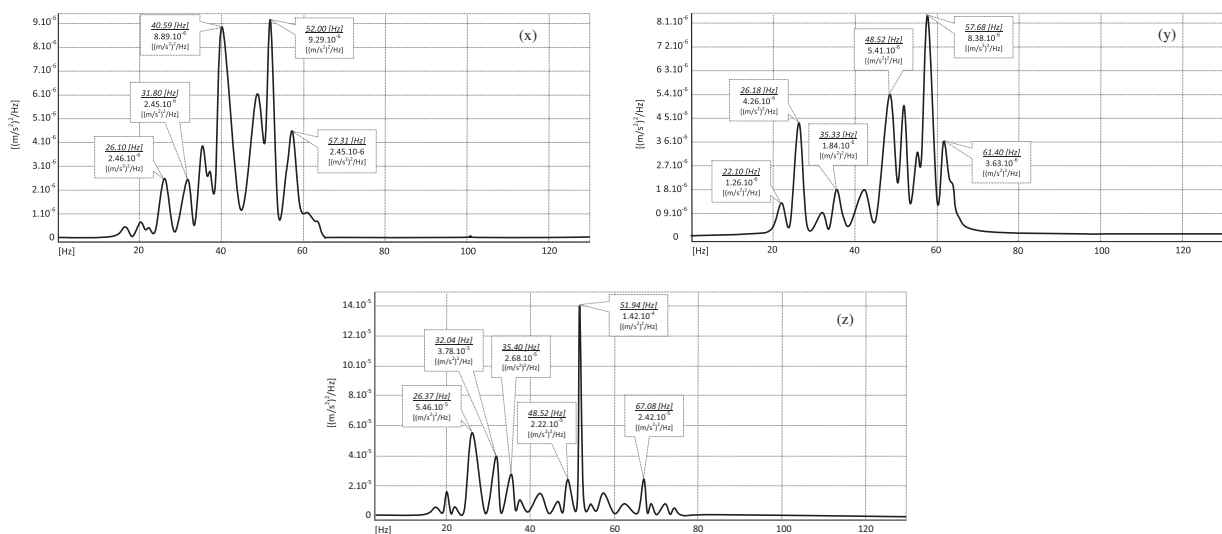 [(m/s²)²/Hz]
9.10⁻⁶
8.10⁻⁶
7.10⁻⁶
6.10⁻⁶
5.10⁻⁶
4.10⁻⁶
3.10⁻⁶
2.10⁻⁶
1.10⁻⁶
0
(x)
40.59 [Hz]
8.89.10⁻⁶
[(m/s²)²/Hz]
52.00 [Hz]
9.29.10⁻⁶
[(m/s²)²/Hz]
31.80 [Hz]
2.45.10⁻⁶
[(m/s²)²/Hz]
26.10 [Hz]
2.46.10⁻⁶
[(m/s²)²/Hz]
57.31 [Hz]
2.45.10-6
[(m/s²)²/Hz]
[Hz] 20 40 60 80 100 120
[(m/s²)²/Hz]
8.1.10⁻⁶
7.2.10⁻⁶
6 3.10⁻⁶
5.4.10⁻⁶
4.5.10⁻⁶
3.6.10⁻⁶
2.7.10⁻⁶
1.8.10⁻⁶
0 9.10⁻⁶
0
(y)
57.68 [Hz]
8.38.10⁻⁶
[(m/s²)²/Hz]
48.52 [Hz]
5.41.10⁻⁶
[(m/s²)²/Hz]
26.18 [Hz]
4.26.10⁻⁶
[(m/s²)²/Hz]
35.33 [Hz]
1.84.10⁻⁶
[(m/s²)²/Hz]
22.10 [Hz]
1.26.10⁻⁶
[(m/s²)²/Hz]
61.40 [Hz]
3.63.10⁻⁶
[(m/s²)²/Hz]
[Hz] 20 40 60 80 100 120
[(m/s²)²/Hz]
14.10⁻⁵
12.10⁻⁵
10.10⁻⁵
8.10⁻⁵
6.10⁻⁵
4.10⁻⁵
2.10⁻⁵
0
(z)
51.94 [Hz]
1.42.10⁻⁴
[(m/s²)²/Hz]
32.04 [Hz]
3.78.10⁻⁵
[(m/s²)²/Hz]
35.40 [Hz]
2.68.10⁻⁵
[(m/s²)²/Hz]
26.37 [Hz]
5.46.10⁻⁵
[(m/s²)²/Hz]
48.52 [Hz]
2.22.10⁻⁵
[(m/s²)²/Hz]
67.08 [Hz]
2.42.10⁻⁵
[(m/s²)²/Hz]
[Hz] 20 40 60 80 100 120